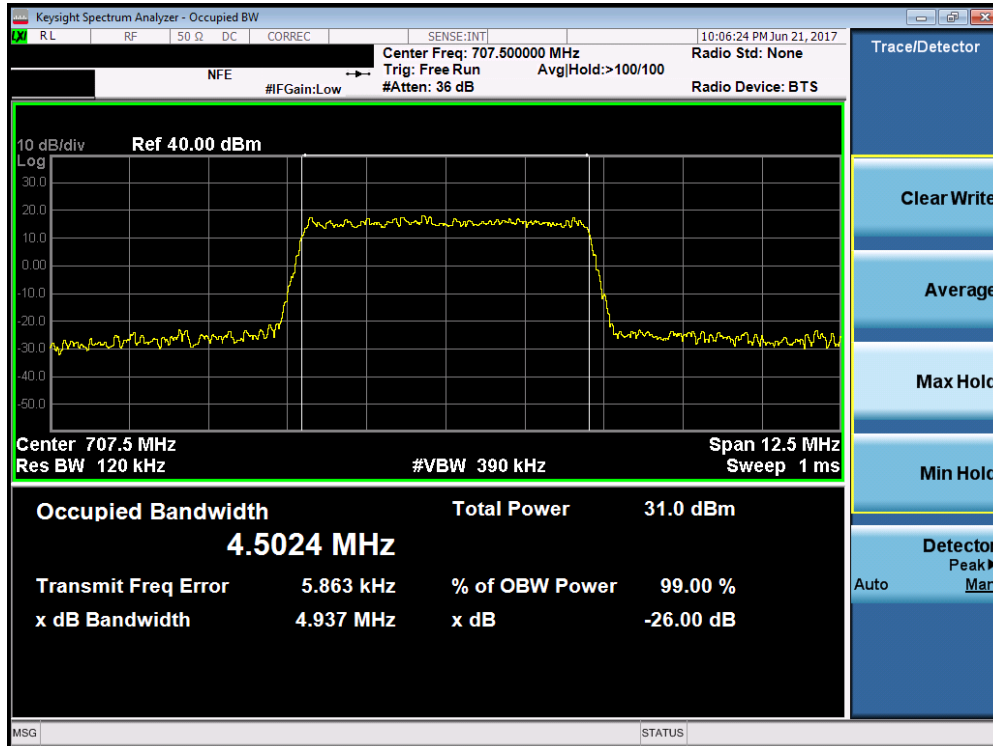 Keysight Spectrum Analyzer - Occupied BW
LXI RL RF 50 Ω DC CORREC SENSE:INT 10:06:24 PM Jun 21, 2017
Center Freq: 707.500000 MHz Radio Std: None
NFE Trig: Free Run Avg|Hold:>100/100
#IFGain:Low #Atten: 36 dB Radio Device: BTS
10 dB/div Ref 40.00 dBm
Log
30.0
20.0
10.0
0.00
-10.0
-20.0
-30.0
-40.0
-50.0
Center 707.5 MHz Span 12.5 MHz
Res BW 120 kHz #VBW 390 kHz Sweep 1 ms
Occupied Bandwidth Total Power 31.0 dBm
4.5024 MHz
Transmit Freq Error 5.863 kHz % of OBW Power 99.00 %
x dB Bandwidth 4.937 MHz x dB -26.00 dB
MSG STATUS
Trace/Detector
Clear Write
Average
Max Hold
Min Hold
Detector
Peak
Auto Man